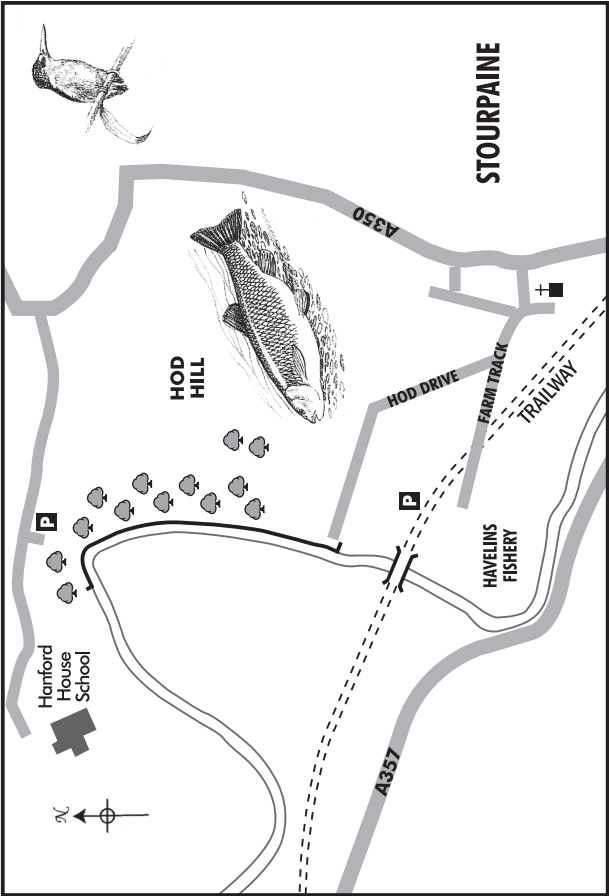 STOURPAINE
A350
HOD
HILL
HOD DRIVE
FARM TRACK
TRAILWAY
P
P
HAVELINS
FISHERY
Hanford
House
School
A357
N